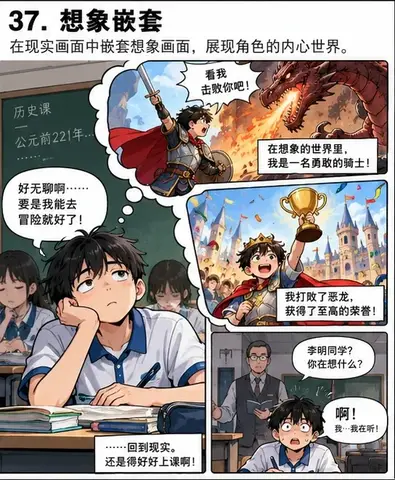 37. 想象嵌套
在现实画面中嵌套想象画面，展现角色的内心世界。
历史课
公元前221年...
好无聊啊……
要是我能去
冒险就好了！
看我
击败你吧！
在想象的世界里，
我是一名勇敢的骑士！
我打败了恶龙，
获得了至高的荣誉！
……回到现实。
还是得好好上课啊！
李明同学？
你在想什么？
啊！
我…我在听！